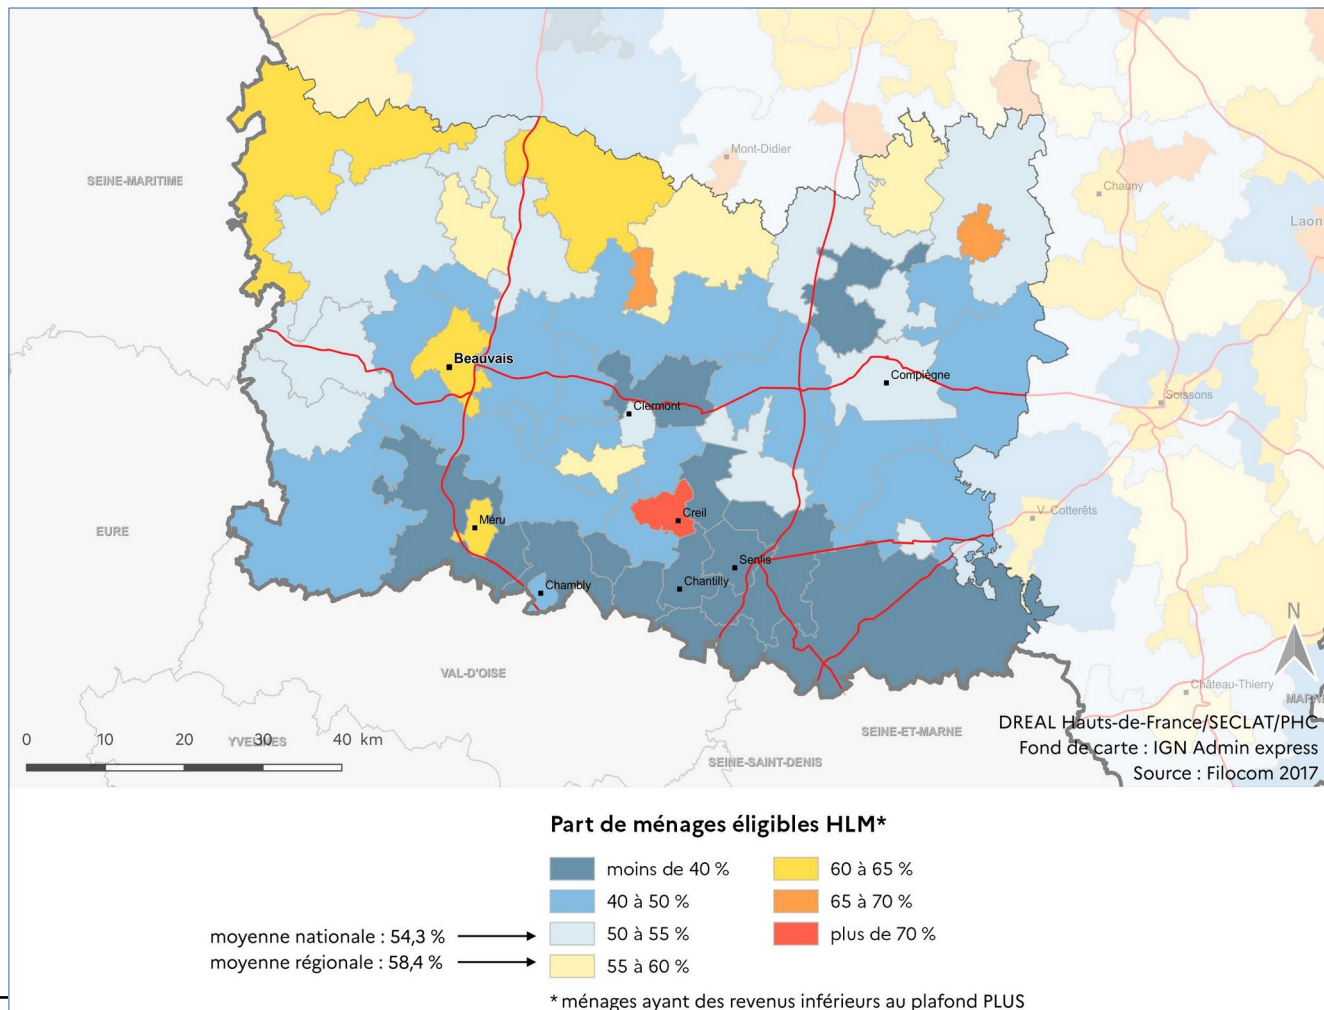 Mont-Didier
SEINE-MARITIME
Chauny
Laon
Beauvais
Compiègne
Soissons
Clermont
Creil
Méru
V. Cotterêts
EURE
Senlis
Chambly
Chantilly
N
VAL-D'OISE
Château-Thierry
MARN
DREAL Hauts-de-France/SECLAT/PHC
SEINE-ET-MARNE
0 10 20 30 40 km
YVELINES
Fond de carte : IGN Admin express
SEINE-SAINT-DENIS
Source : Filocom 2017
Part de ménages éligibles HLM*
moins de 40 %
40 à 50 %
50 à 55 %
55 à 60 %
60 à 65 %
65 à 70 %
plus de 70 %
moyenne nationale : 54,3 %
moyenne régionale : 58,4 %
* ménages ayant des revenus inférieurs au plafond PLUS